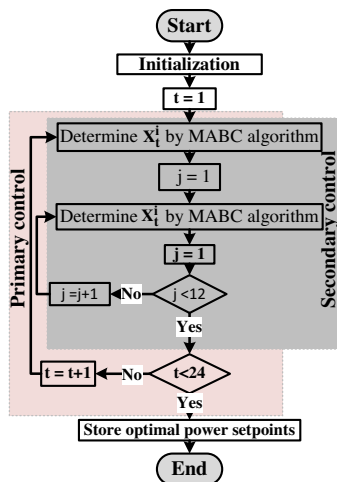 Start
Initialization
t = 1
Determine X_t^i by MABC algorithm
j = 1
Determine X_t^i by MABC algorithm
j = 1
j =j+1
No
j <12
Yes
t = t+1
No
t<24
Yes
Store optimal power setpoints
End
Primary control
Secondary control